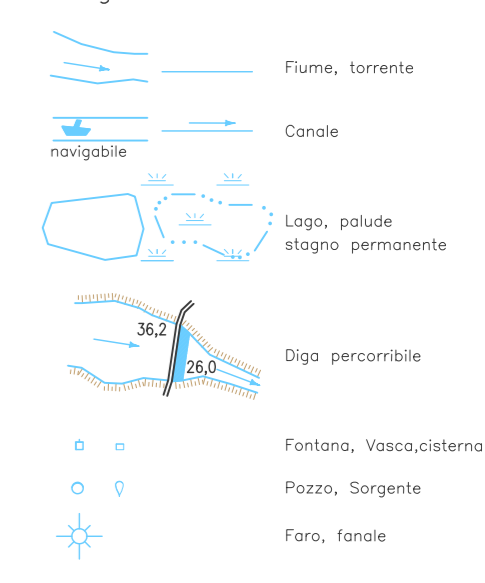 Fiume, torrente
Canale
navigabile
Lago, palude
stagno permanente
36,2
Diga percorribile
26,0
Fontana, Vasca,cisterna
Pozzo, Sorgente
Faro, fanale